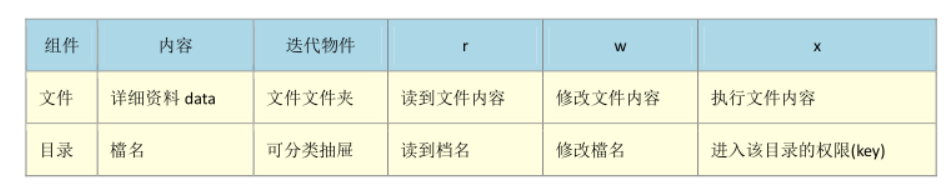 组件 内容 迭代物件 r w x
文件 详细资料 data 文件文件夹 读到文件内容 修改文件内容 执行文件内容
目录 檔名 可分类抽屉 读到档名 修改檔名 进入该目录的权限(key)